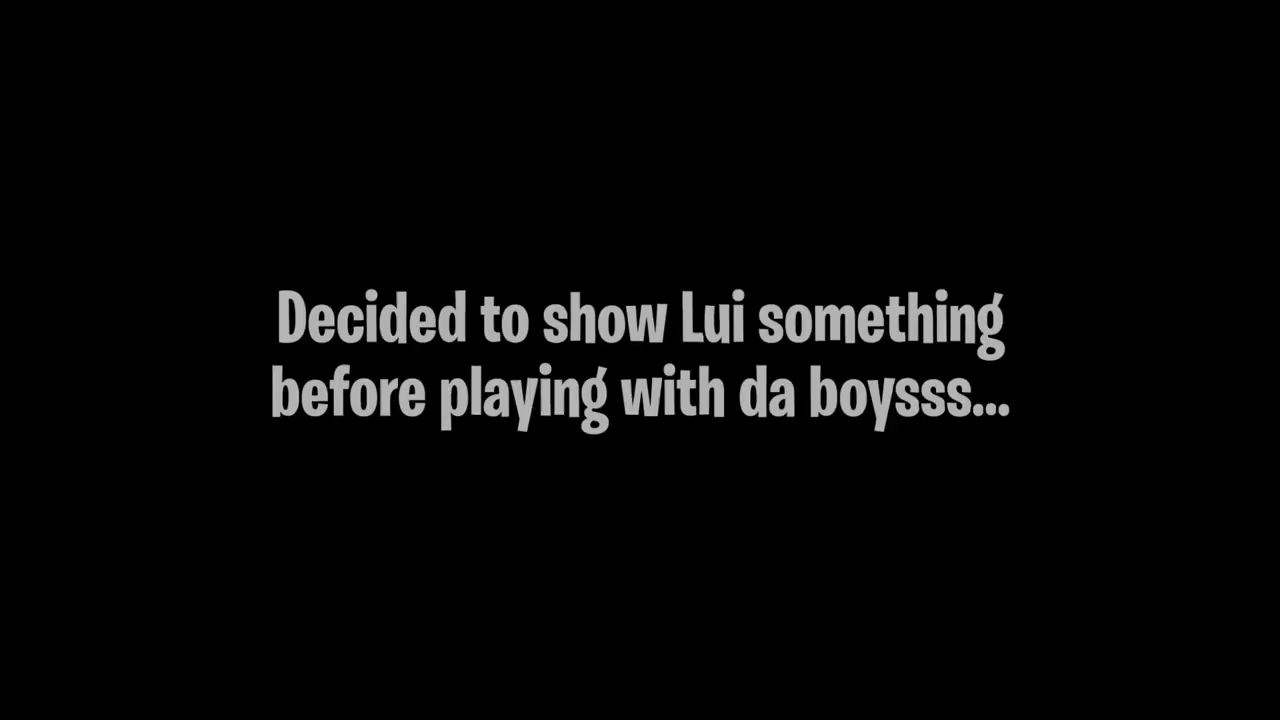 Decided to show Lui something
before playing with da boysss...